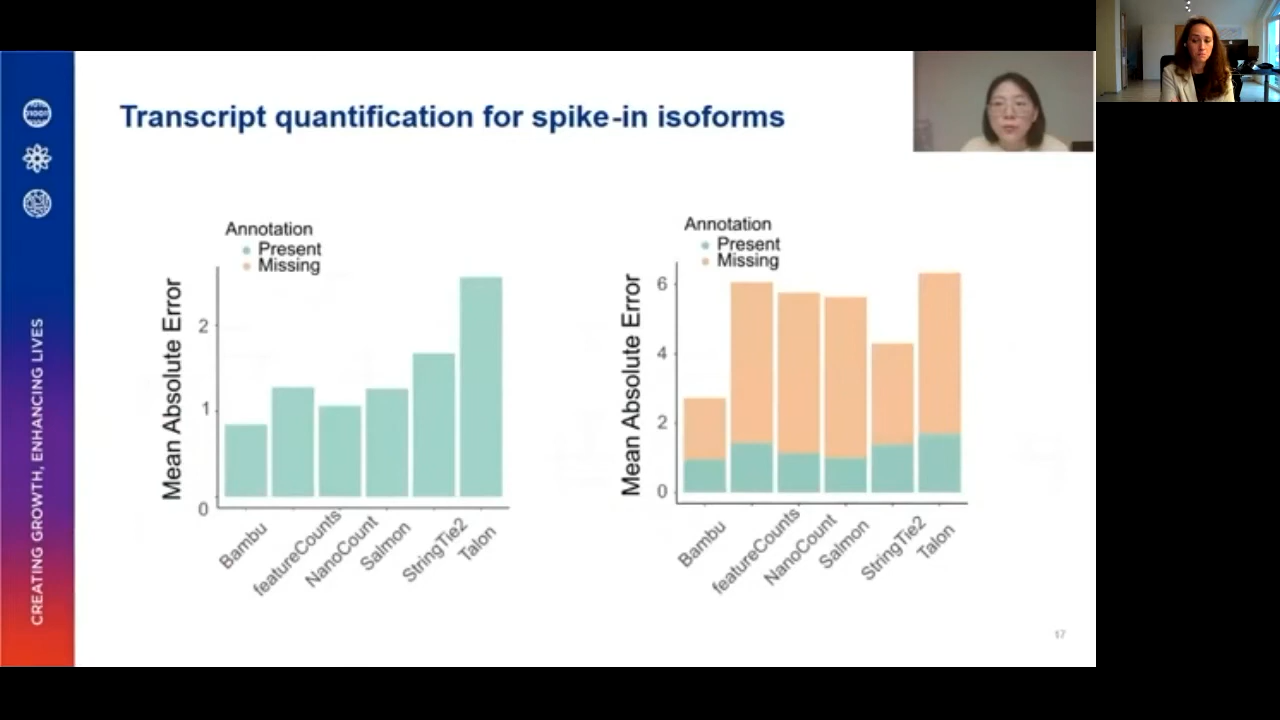 Transcript quantification for spike-in isoforms
CREATING GROWTH, ENHANCING LIVES
Annotation
Present
Missing
Mean Absolute Error
2
1
0
Bambu
featureCounts
NanoCount
Salmon
StringTie2
Talon
Annotation
Present
Missing
Mean Absolute Error
6
4
2
0
Bambu
featureCounts
NanoCount
Salmon
StringTie2
Talon
17